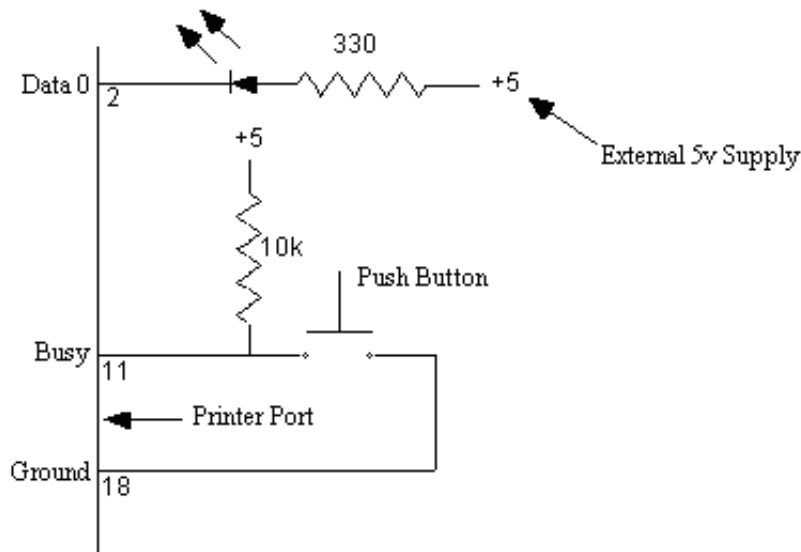 330
Data 0
2
+5
External 5v Supply
+5
10k
Push Button
Busy
11
Printer Port
Ground
18